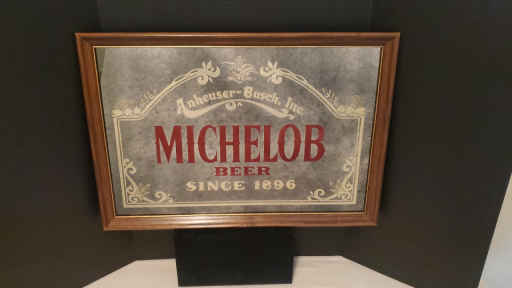 Anheuser-Busch, Inc.
MICHELOB
BEER
SINCE 1896